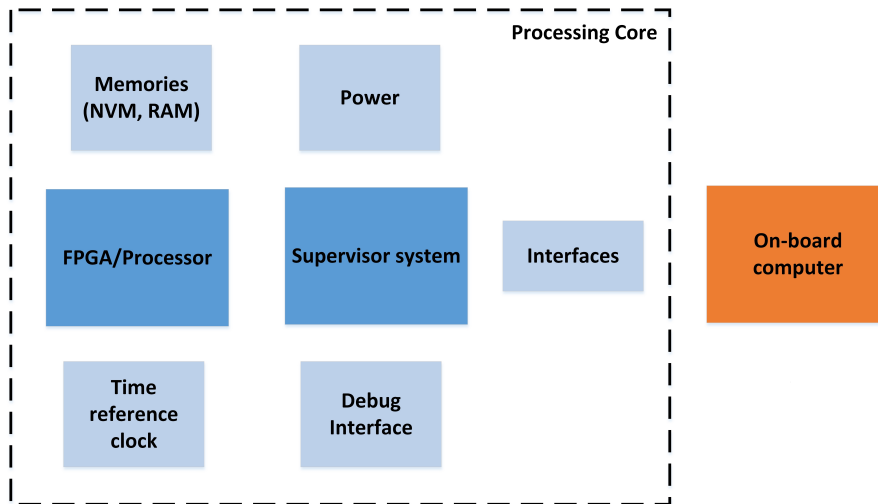 Processing Core
Memories
(NVM, RAM)
Power
FPGA/Processor
Supervisor system
Interfaces
On-board
computer
Time
reference
clock
Debug
Interface